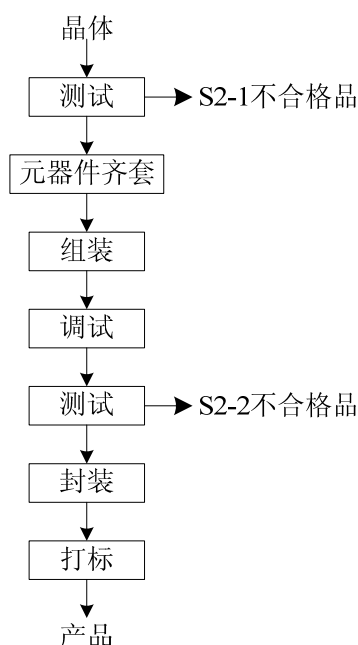 晶体
测试
S2-1不合格品
元器件齐套
组装
调试
测试
S2-2不合格品
封装
打标
产品